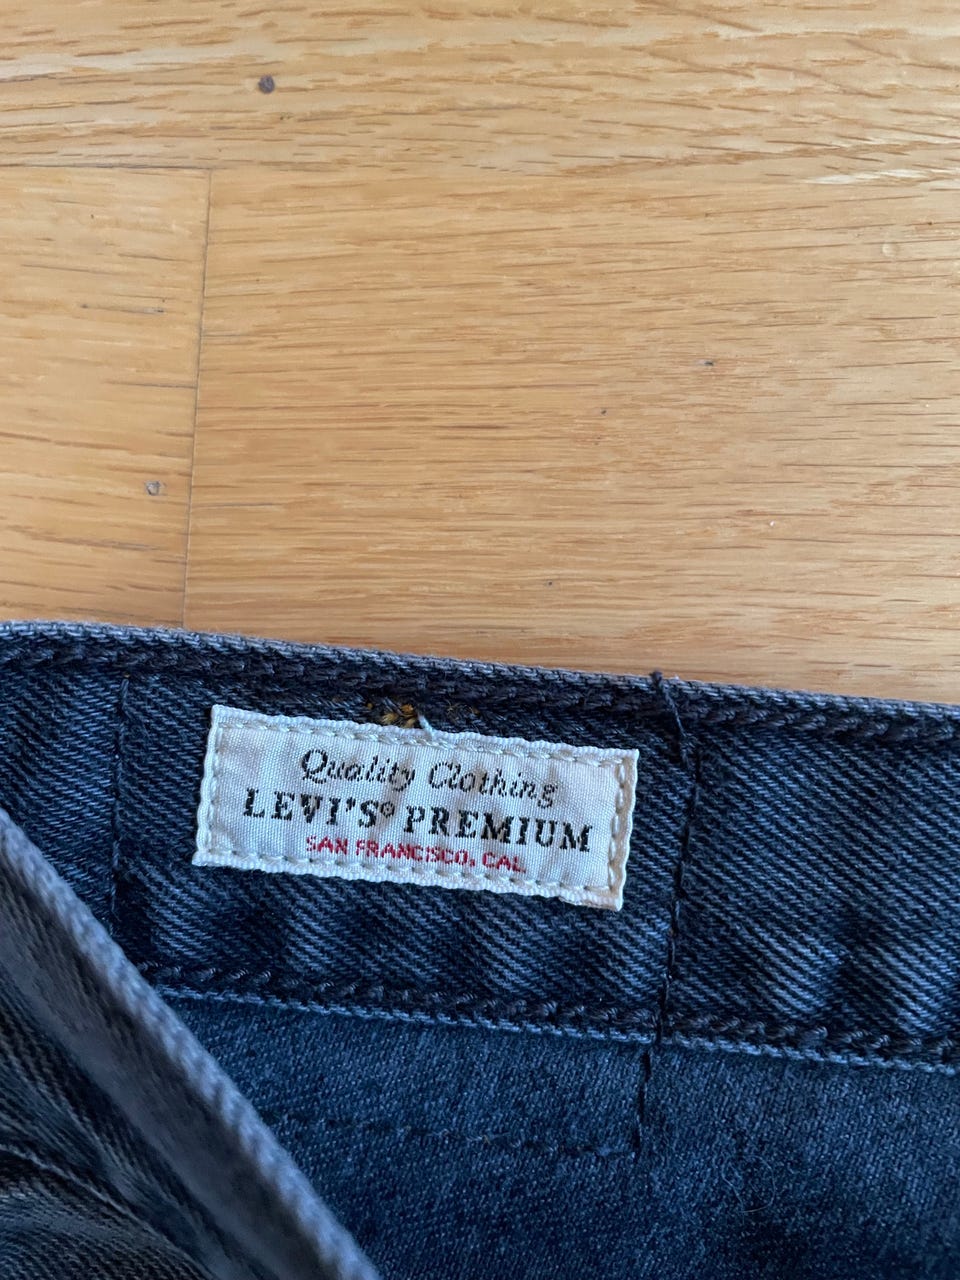 Quality Clothing
LEVI'S® PREMIUM
SAN FRANCISCO, CAL.